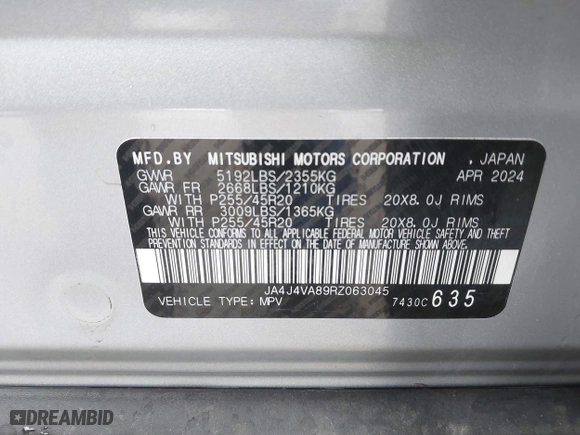 MFD.BY MITSUBISHI MOTORS CORPORATION , JAPAN
GVWR 5192LBS/2355KG APR 2024
GAWR FR 2668LBS/1210KG
WITH P255/45R20 TIRES 20X8.0J RIMS
GAWR RR 3009LBS/1365KG
WITH P255/45R20 TIRES 20X8.0J RIMS
THIS VEHICLE CONFORMS TO ALL APPLICABLE FEDERAL MOTOR VEHICLE SAFETY AND THEFT
PREVENTION STANDARDS IN EFFECT ON THE DATE OF MANUFACTURE SHOWN ABOVE.
JA4J4VA89RZ063045
VEHICLE TYPE: MPV 7430C 635
DREAMBID